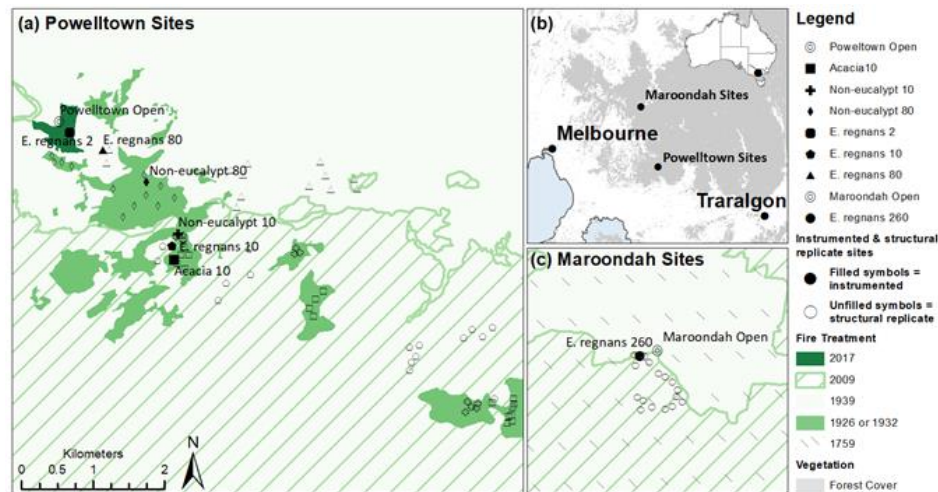 (a) Powelltown Sites
Powelltown Open
E. regnans 2
E. regnans 80
Non-eucalypt 80
Non-eucalypt 10
E. regnans 10
Acacia 10
Kilometers
0 0.5 1 2
N
(b)
Maroondah Sites
Melbourne
Powelltown Sites
Traralgon
(c) Maroondah Sites
E. regnans 260
Maroondah Open
Legend
Poweltown Open
Acacia10
Non-eucalypt 10
Non-eucalypt 80
E. regnans 2
E. regnans 10
E. regnans 80
Maroondah Open
E. regnans 260
Instrumented & structural
replicate sites
Filled symbols =
instrumented
Unfilled symbols =
structural replicate
Fire Treatment
2017
2009
1939
1926 or 1932
1759
Vegetation
Forest Cover